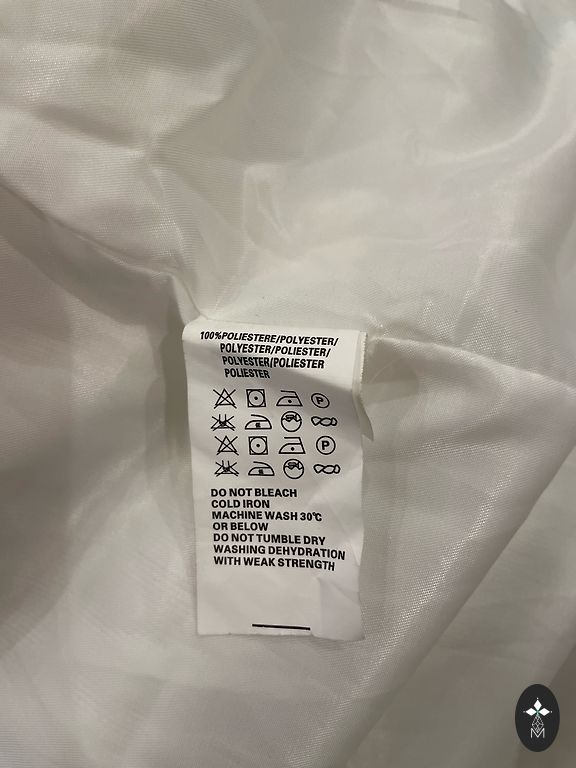 100%POLIESTERE/POLYESTER/
POLYESTER/POLIESTER/
POLYESTER/POLIESTER
POLIESTER
P
P
DO NOT BLEACH
COLD IRON
MACHINE WASH 30℃
OR BELOW
DO NOT TUMBLE DRY
WASHING DEHYDRATION
WITH WEAK STRENGTH
M